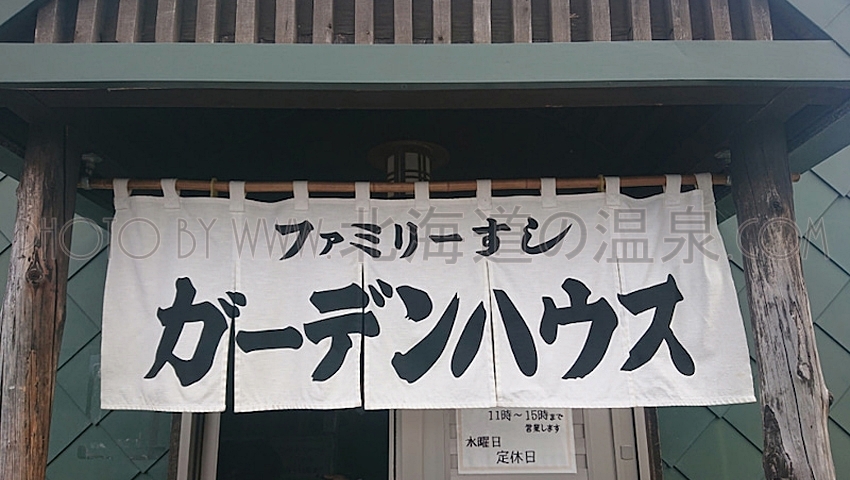 ファミリーすし
ガーデンハウス
11時～15時まで
営業します
水曜日
定休日
PHOTO BY WWW.北海道の温泉.COM